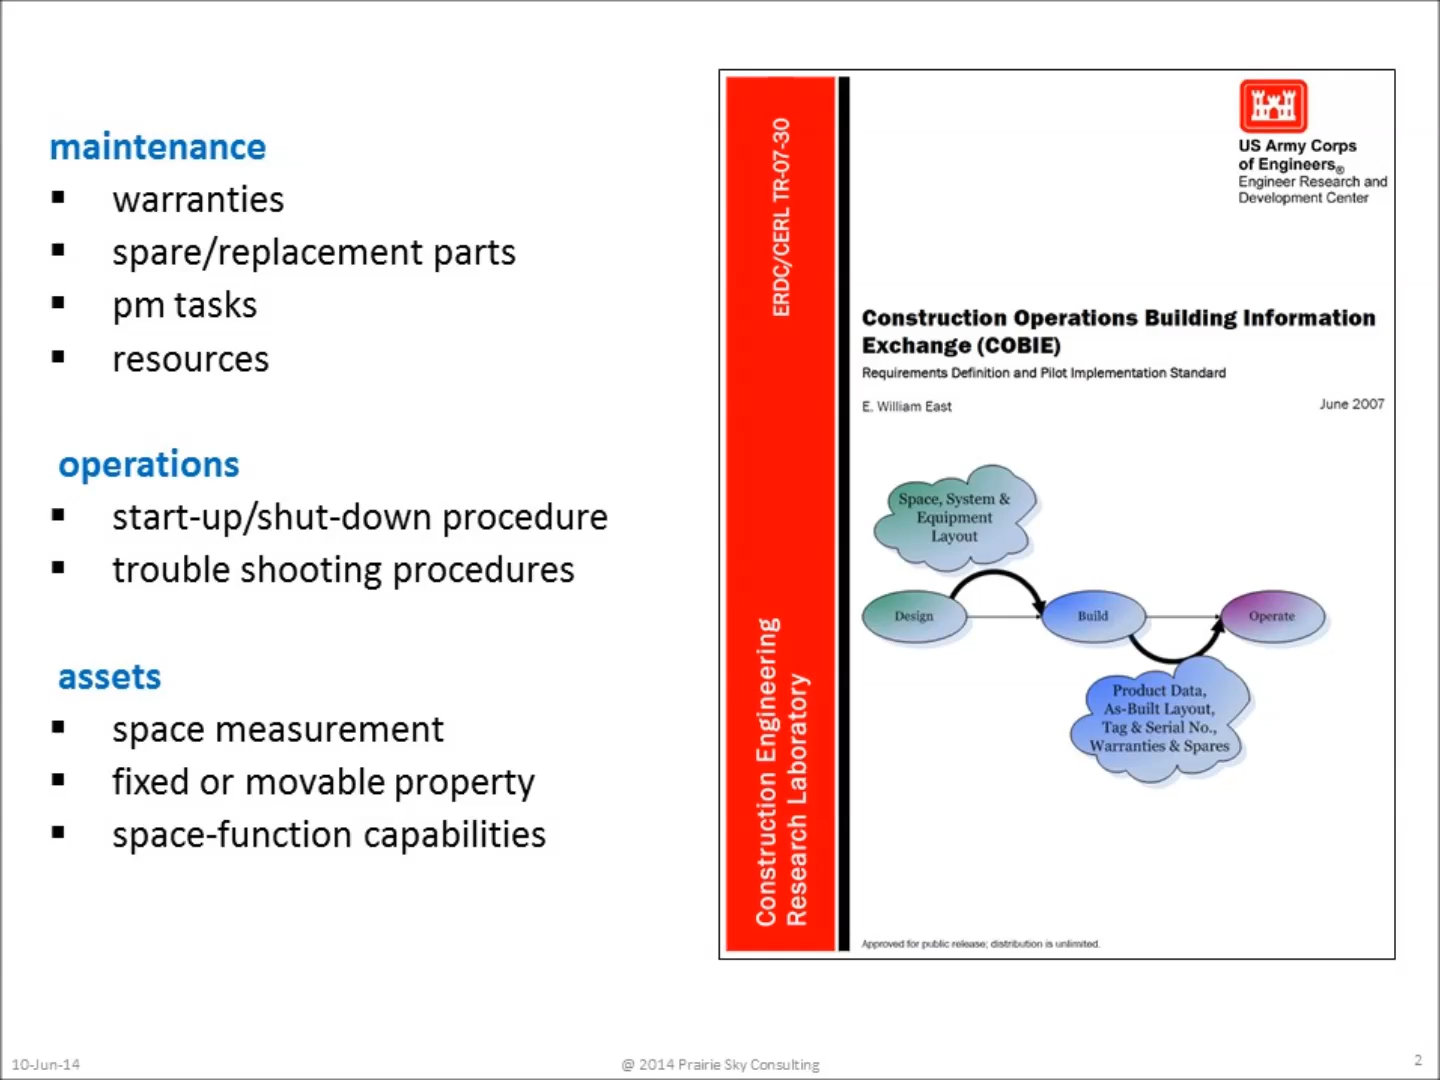 maintenance
▪ warranties
▪ spare/replacement parts
▪ pm tasks
▪ resources
operations
▪ start-up/shut-down procedure
▪ trouble shooting procedures
assets
▪ space measurement
▪ fixed or movable property
▪ space-function capabilities
ERDC/CERL TR-07-30
Construction Engineering
Research Laboratory
US Army Corps
of Engineers®
Engineer Research and
Development Center
Construction Operations Building Information
Exchange (COBIE)
Requirements Definition and Pilot Implementation Standard
E. William East
June 2007
Space, System &
Equipment
Layout
Design
Build
Operate
Product Data,
As-Built Layout,
Tag & Serial No.,
Warranties & Spares
Approved for public release; distribution is unlimited.
10-Jun-14
@ 2014 Prairie Sky Consulting
2